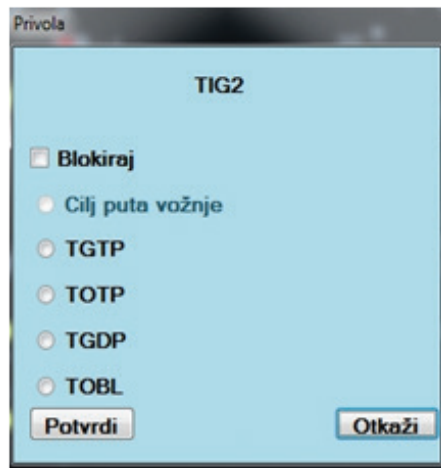 Privola
TIG2
Blokiraj
Cilj puta vožnje
TGTP
TOTP
TGDP
TOBL
Potvrdi
Otkaži